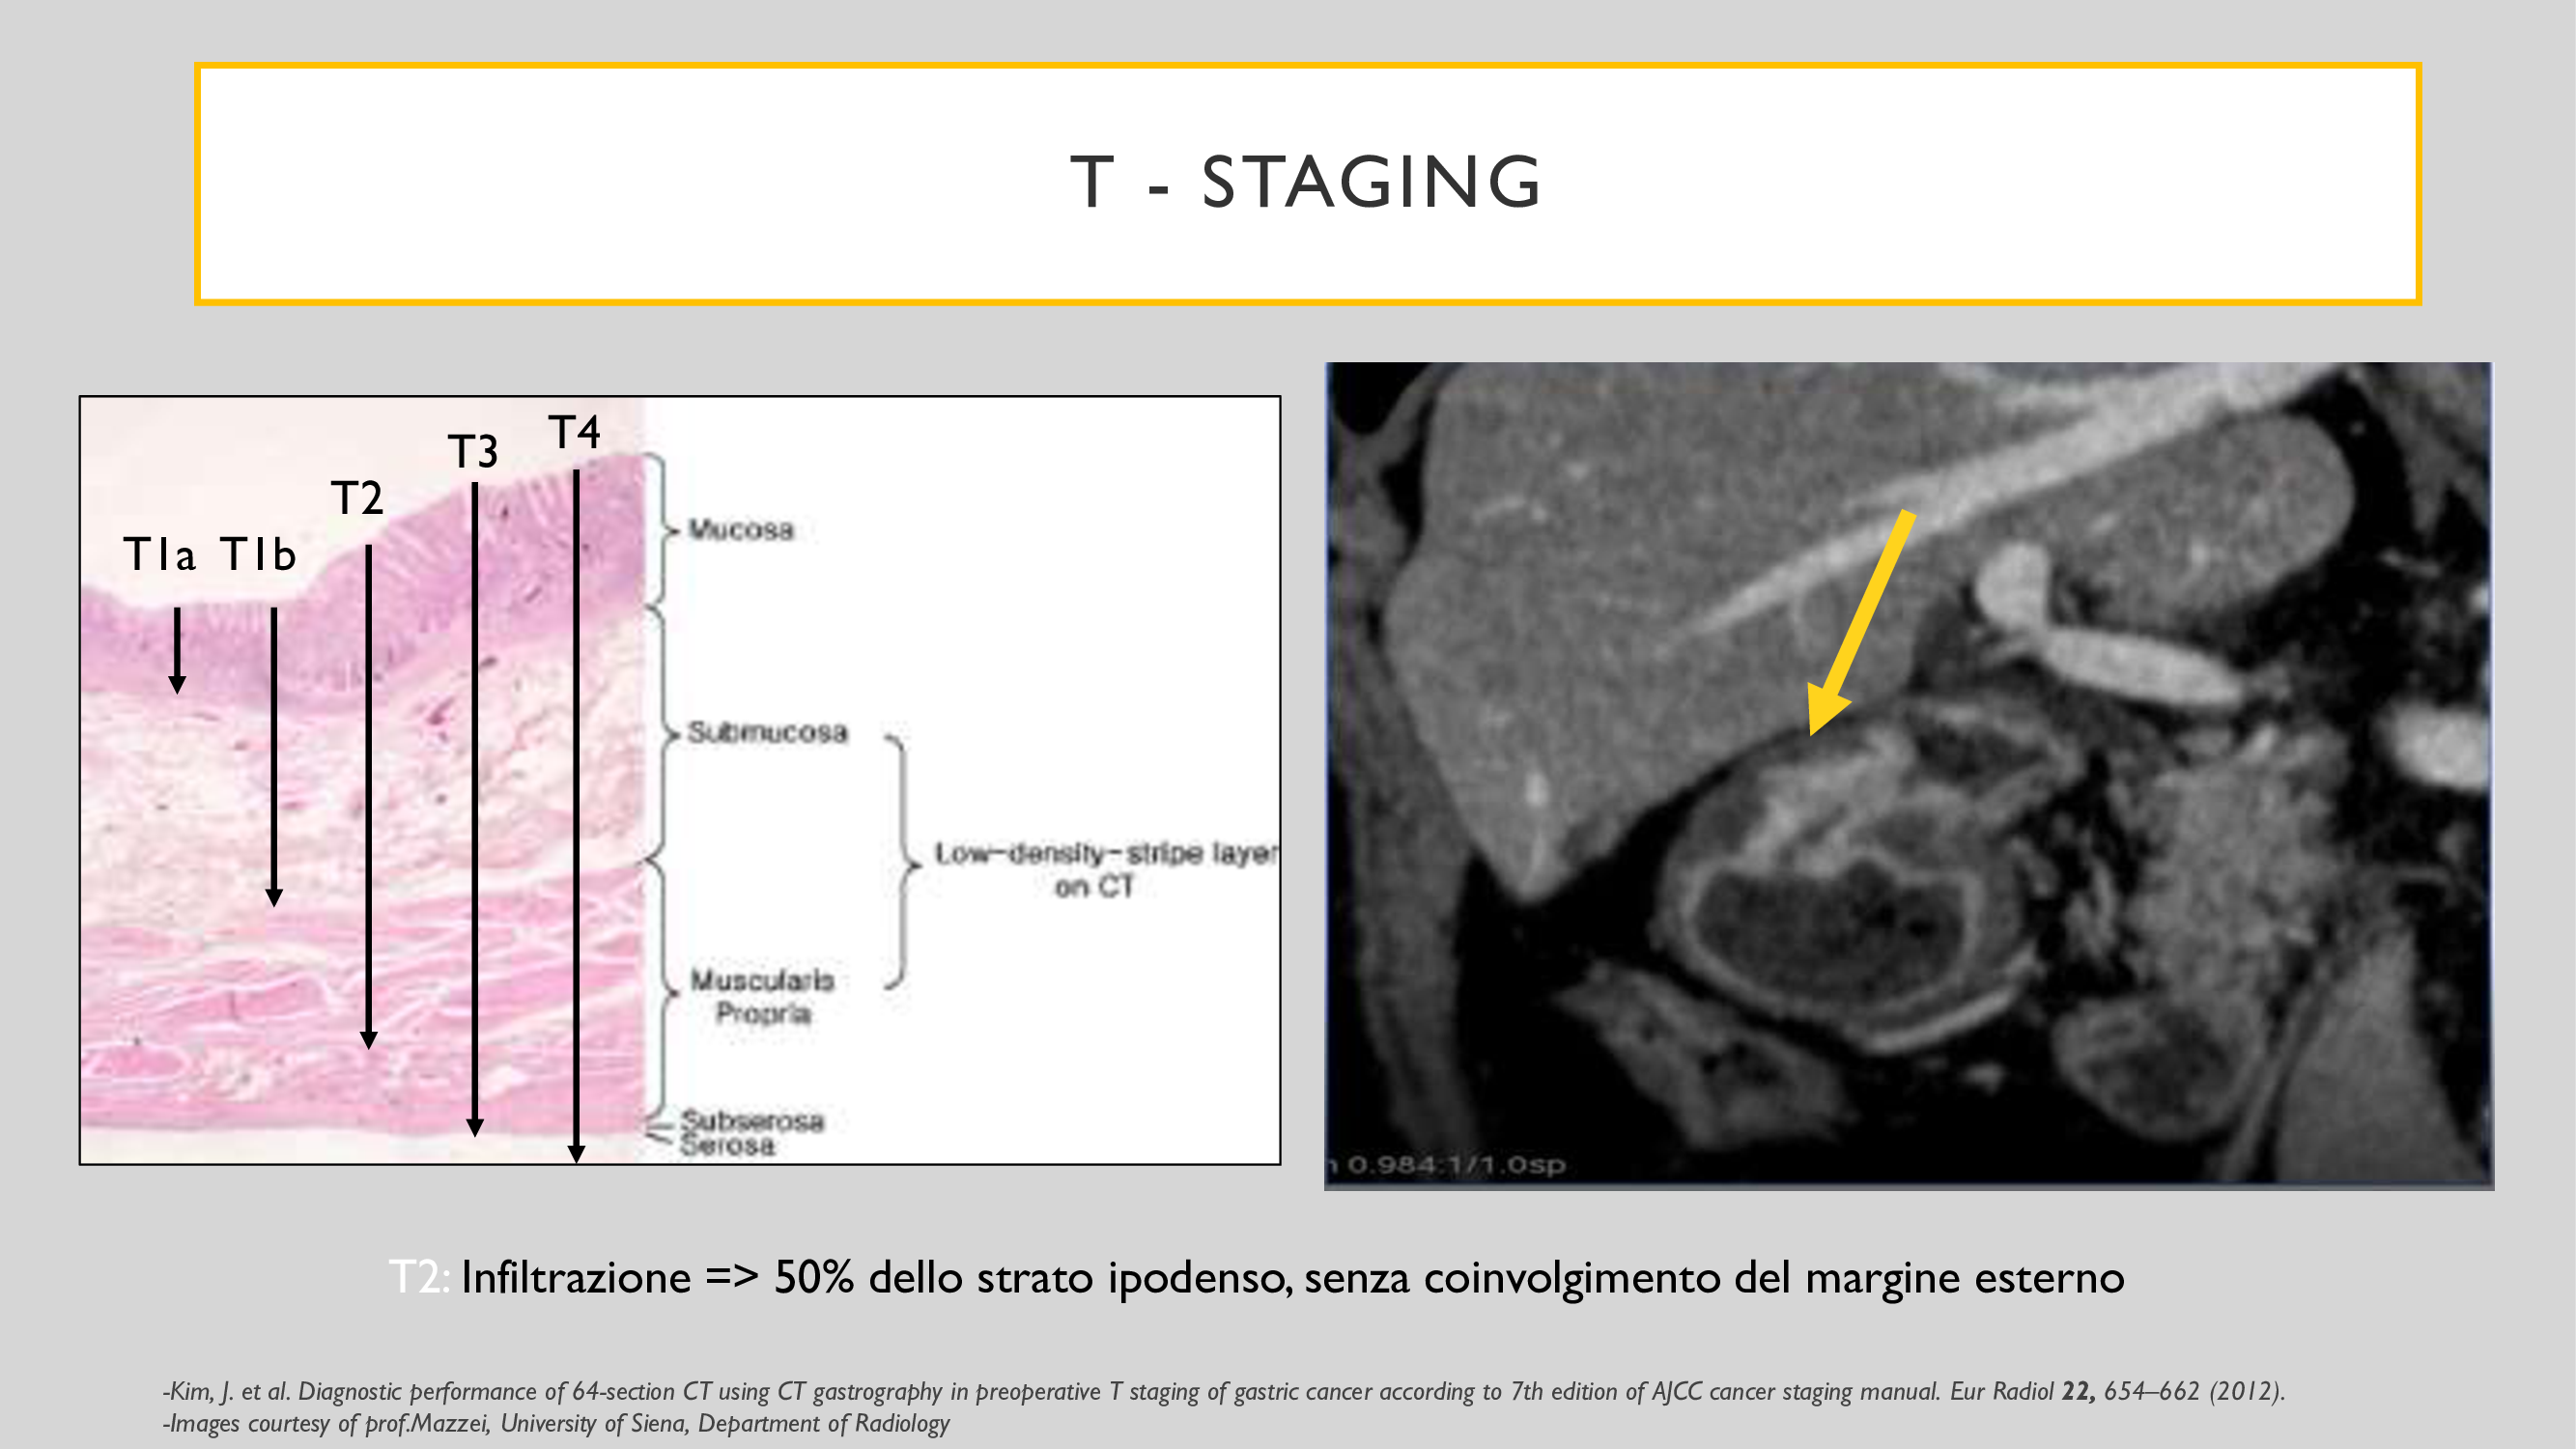 T - STAGING
T4
T3
T2
T1a T1b
Mucosa
Submucosa
Low-density-stripe layer
on CT
Muscularis
Propria
Subserosa
Serosa
0.984:1/1.0sp
T2: Infiltrazione => 50% dello strato ipodenso, senza coinvolgimento del margine esterno
-Kim, J. et al. Diagnostic performance of 64-section CT using CT gastrography in preoperative T staging of gastric cancer according to 7th edition of AJCC cancer staging manual. Eur Radiol 22, 654–662 (2012).
-Images courtesy of prof.Mazzei, University of Siena, Department of Radiology